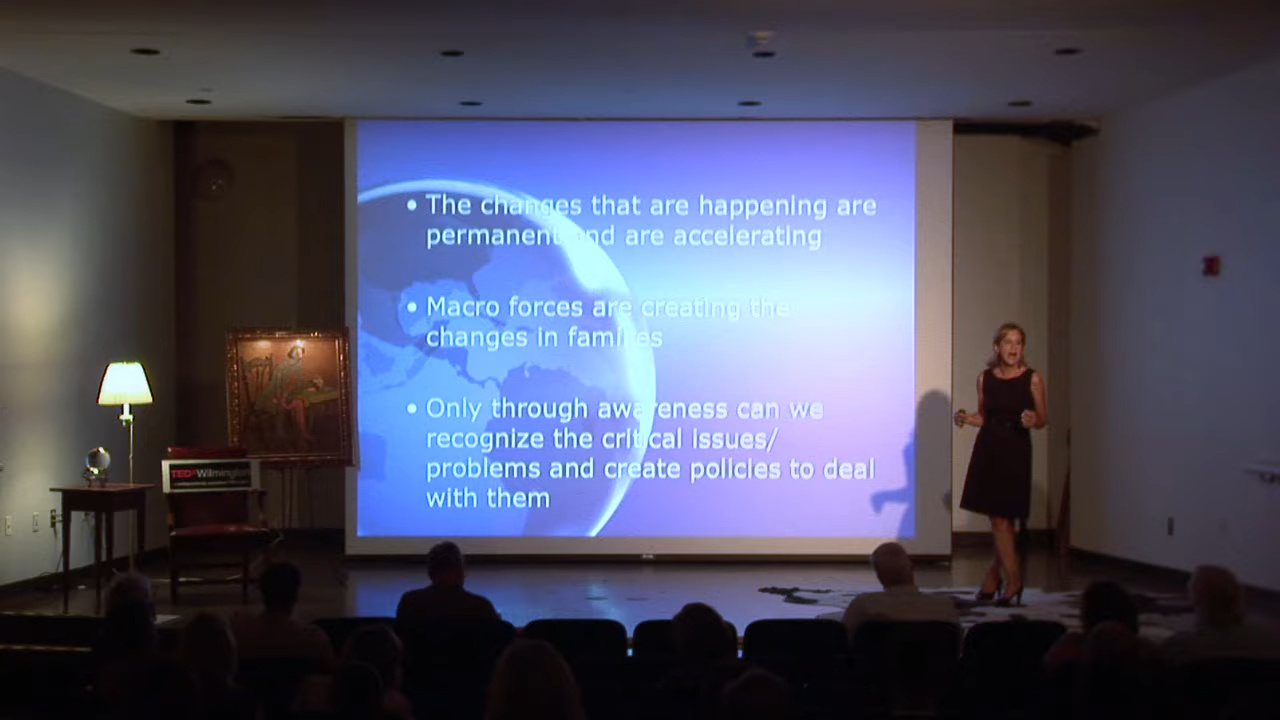 • The changes that are happening are
permanent and are accelerating
• Macro forces are creating the
changes in families
• Only through awareness can we
recognize the critical issues/
problems and create policies to deal
with them
TEDxWilmington